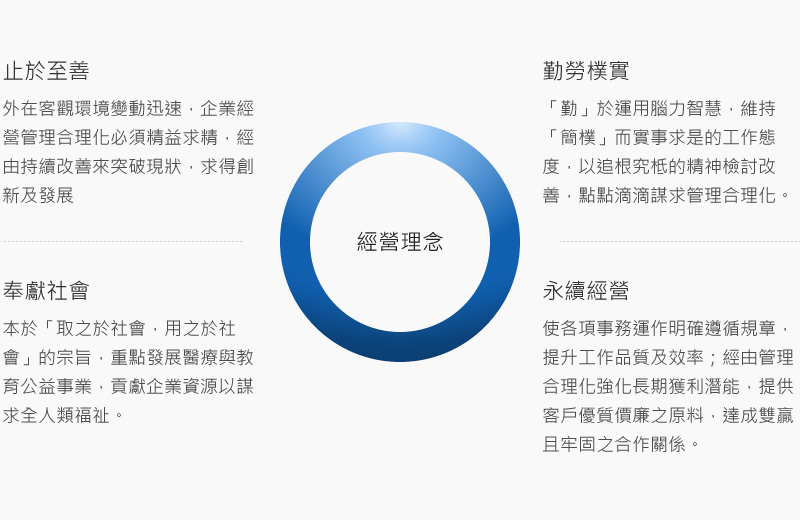 止於至善
外在客觀環境變動迅速，企業經
營管理合理化必須精益求精，經
由持續改善來突破現狀，求得創
新及發展
勤勞樸實
「勤」於運用腦力智慧，維持
「簡樸」而實事求是的工作態
度，以追根究柢的精神檢討改
善，點點滴滴謀求管理合理化。
經營理念
奉獻社會
本於「取之於社會，用之於社
會」的宗旨，重點發展醫療與教
育公益事業，貢獻企業資源以謀
求全人類福祉。
永續經營
使各項事務運作明確遵循規章，
提升工作品質及效率；經由管理
合理化強化長期獲利潛能，提供
客戶優質價廉之原料，達成雙贏
且牢固之合作關係。